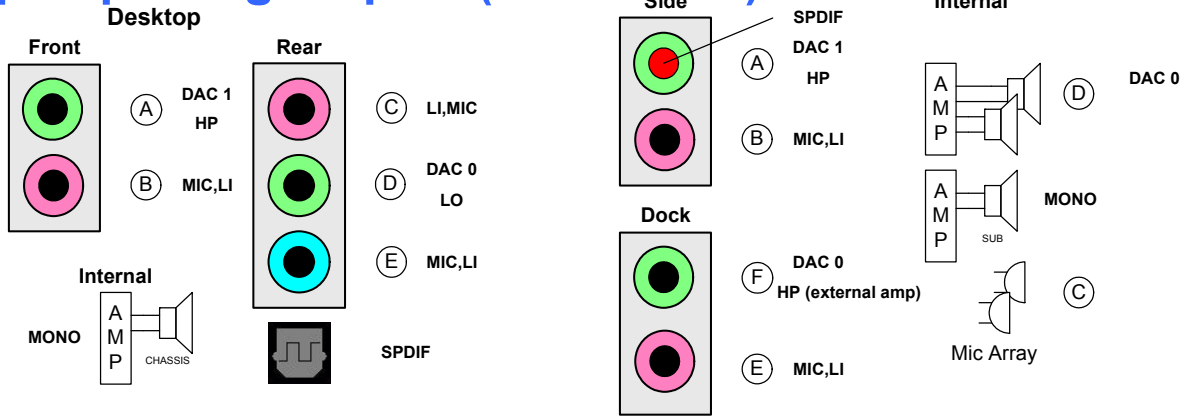 Desktop
Front
Rear
A
DAC 1
HP
B
MIC,LI
C
LI,MIC
D
DAC 0
LO
E
MIC,LI
Internal
MONO
A
M
P
CHASSIS
SPDIF
Side
SPDIF
A
DAC 1
HP
B
MIC,LI
Dock
F
DAC 0
HP (external amp)
E
MIC,LI
Internal
A
M
P
D
DAC 0
A
M
P
SUB
MONO
C
Mic Array